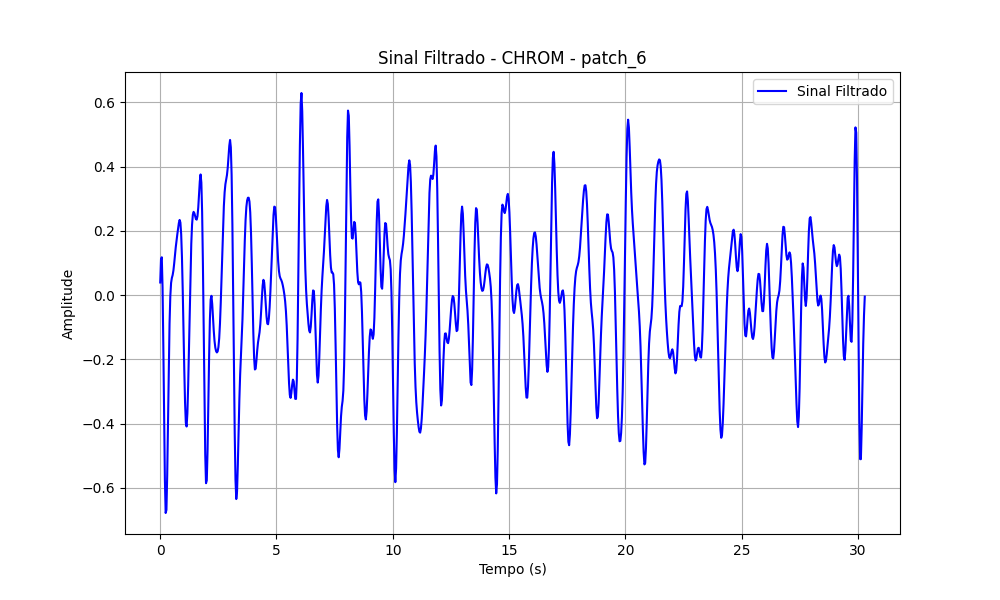 Sinal Filtrado - CHROM - patch_6
Sinal Filtrado
0.6
0.4
0.2
0.0
−0.2
−0.4
−0.6
Amplitude
0 5 10 15 20 25 30
Tempo (s)